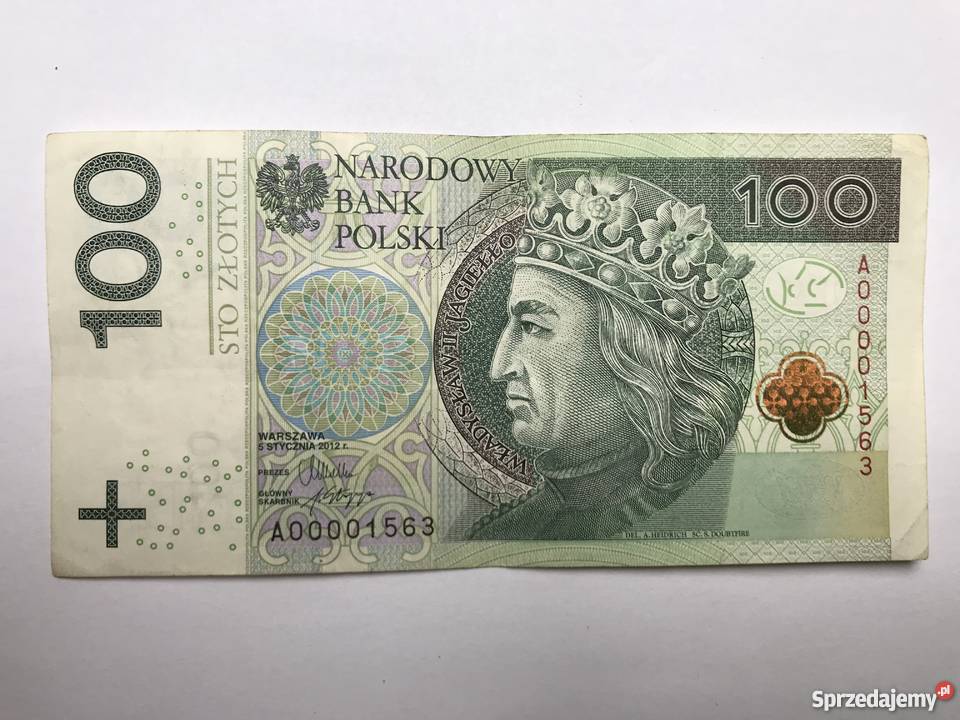 100
STO ZŁOTYCH
NARODOWY
BANK
POLSKI
100
WŁADYSŁAW II JAGIEŁŁO
A00001563
WARSZAWA
5 STYCZNIA 2012 r.
PREZES
GŁÓWNY
SKARBNIK
A00001563
DEL. A. HEIDRICH SC. S. DOUBTFIRE
Sprzedajemy.pl